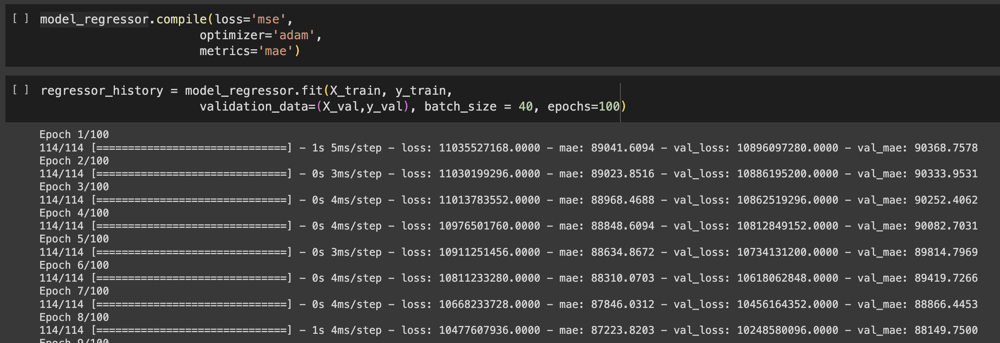 [ ] model_regressor.compile(loss='mse',
optimizer='adam',
metrics='mae')
[ ] regressor_history = model_regressor.fit(X_train, y_train,
validation_data=(X_val,y_val), batch_size = 40, epochs=100)
Epoch 1/100
114/114 [==============================] - 1s 5ms/step - loss: 11035527168.0000 - mae: 89041.6094 - val_loss: 10896097280.0000 - val_mae: 90368.7578
Epoch 2/100
114/114 [==============================] - 0s 3ms/step - loss: 11030199296.0000 - mae: 89023.8516 - val_loss: 10886195200.0000 - val_mae: 90333.9531
Epoch 3/100
114/114 [==============================] - 0s 4ms/step - loss: 11013783552.0000 - mae: 88968.4688 - val_loss: 10862519296.0000 - val_mae: 90252.4062
Epoch 4/100
114/114 [==============================] - 0s 4ms/step - loss: 10976501760.0000 - mae: 88848.6094 - val_loss: 10812849152.0000 - val_mae: 90082.7031
Epoch 5/100
114/114 [==============================] - 0s 3ms/step - loss: 10911251456.0000 - mae: 88634.8672 - val_loss: 10734131200.0000 - val_mae: 89814.7969
Epoch 6/100
114/114 [==============================] - 0s 4ms/step - loss: 10811233280.0000 - mae: 88310.0703 - val_loss: 10618062848.0000 - val_mae: 89419.7266
Epoch 7/100
114/114 [==============================] - 0s 4ms/step - loss: 10668233728.0000 - mae: 87846.0312 - val_loss: 10456164352.0000 - val_mae: 88866.4453
Epoch 8/100
114/114 [==============================] - 1s 4ms/step - loss: 10477607936.0000 - mae: 87223.8203 - val_loss: 10248580096.0000 - val_mae: 88149.7500
Epoch 9/100